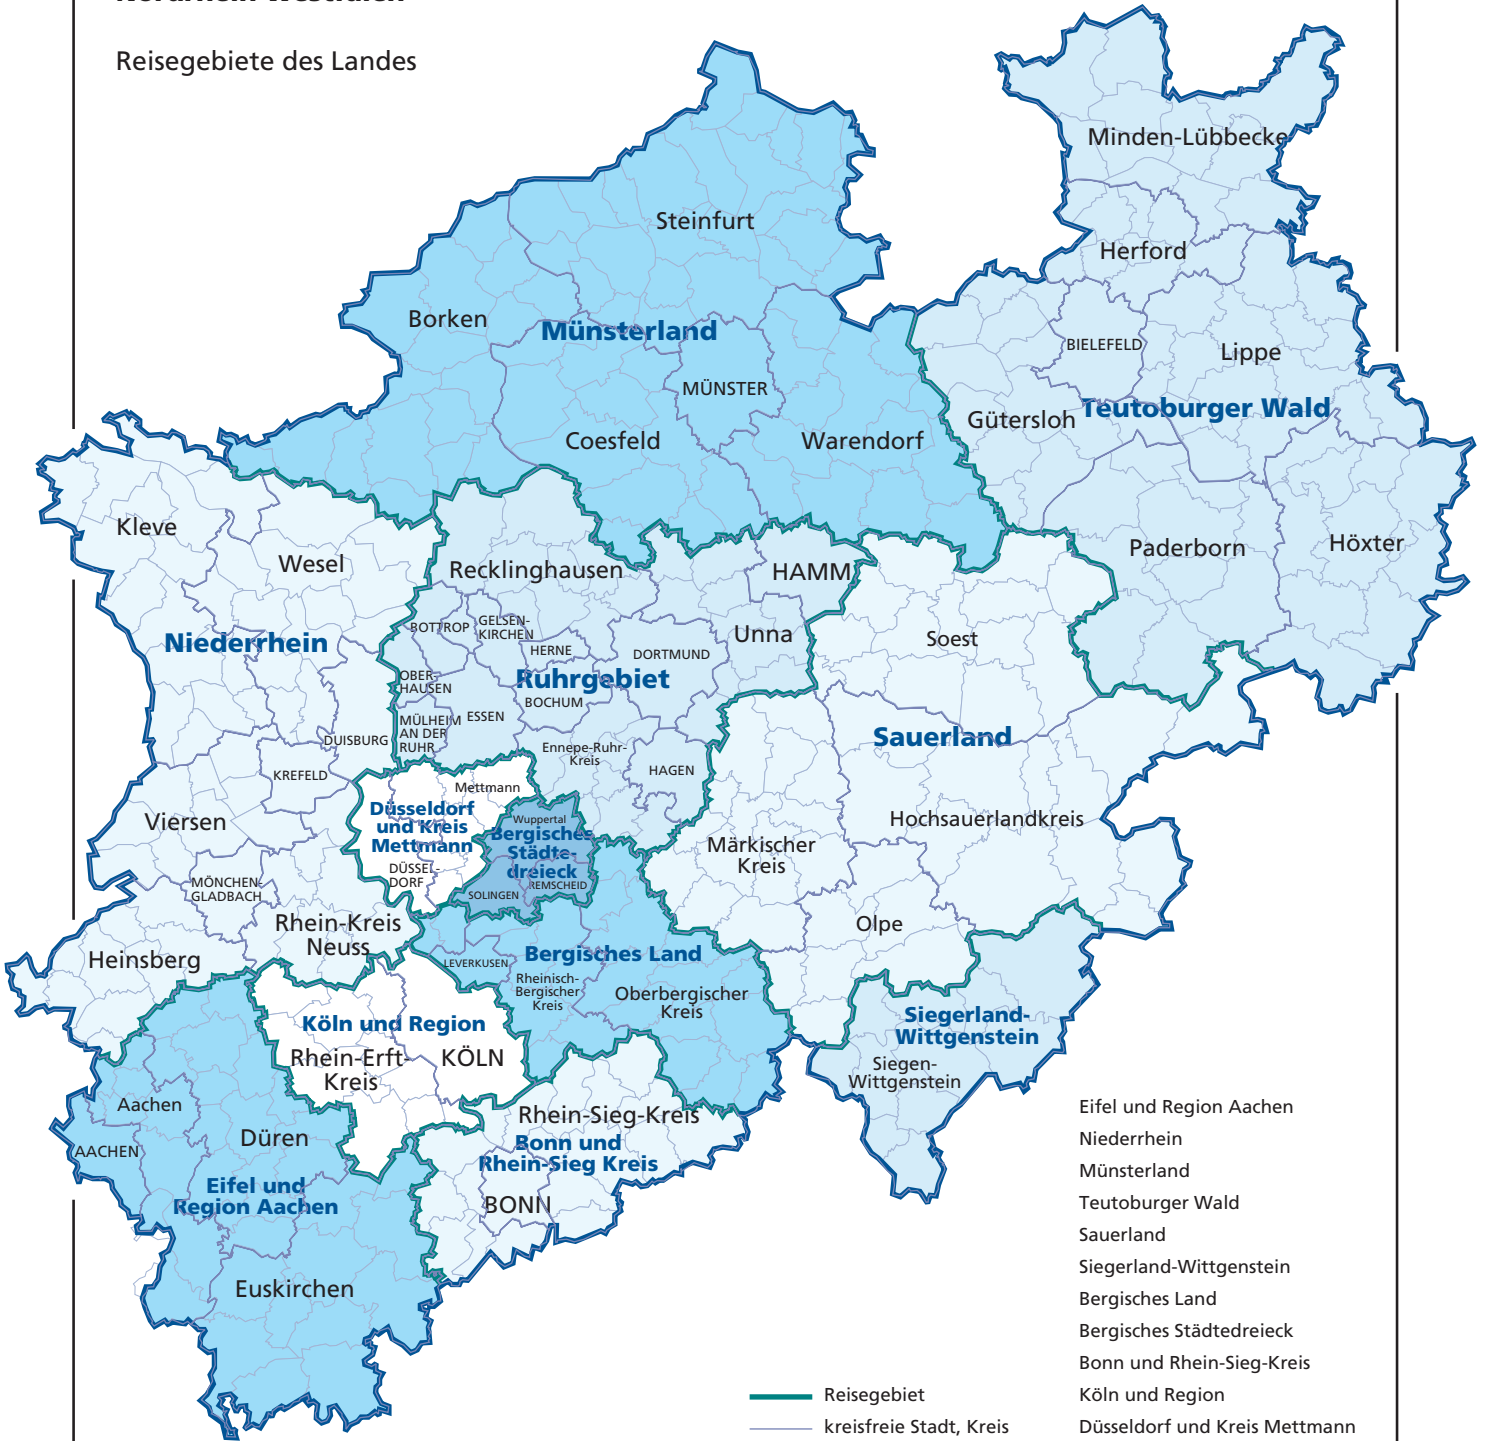 Nordrhein-Westfalen
Reisegebiete des Landes
Minden-Lübbecke
Steinfurt
Herford
Borken
Münsterland
BIELEFELD
Lippe
MÜNSTER
Teutoburger Wald
Gütersloh
Coesfeld
Warendorf
Kleve
Wesel
Paderborn
Höxter
Recklinghausen
HAMM
BOTTROP
GELSEN-
KIRCHEN
Unna
Soest
Niederrhein
HERNE
DORTMUND
OBER-
HAUSEN
Ruhrgebiet
BOCHUM
MÜLHEIM
AN DER
RUHR
ESSEN
DUISBURG
Sauerland
Ennepe-Ruhr-
Kreis
HAGEN
KREFELD
Mettmann
Düsseldorf
und Kreis
Mettmann
Viersen
Wuppertal
Bergisches
Städte-
dreieck
Hochsauerlandkreis
Märkischer
Kreis
DÜSSEL-
DORF
MÖNCHEN-
GLADBACH
SOLINGEN
REMSCHEID
Rhein-Kreis
Neuss
Olpe
Heinsberg
LEVERKUSEN
Bergisches Land
Rheinisch-
Bergischer
Kreis
Oberbergischer
Kreis
Köln und Region
Siegerland-
Wittgenstein
Rhein-Erft-
Kreis
KÖLN
Siegen-
Wittgenstein
Aachen
Rhein-Sieg-Kreis
Düren
AACHEN
Bonn und
Rhein-Sieg Kreis
Eifel und
Region Aachen
BONN
Euskirchen
Eifel und Region Aachen
Niederrhein
Münsterland
Teutoburger Wald
Sauerland
Siegerland-Wittgenstein
Bergisches Land
Bergisches Städtedreieck
Bonn und Rhein-Sieg-Kreis
Reisegebiet
Köln und Region
kreisfreie Stadt, Kreis
Düsseldorf und Kreis Mettmann